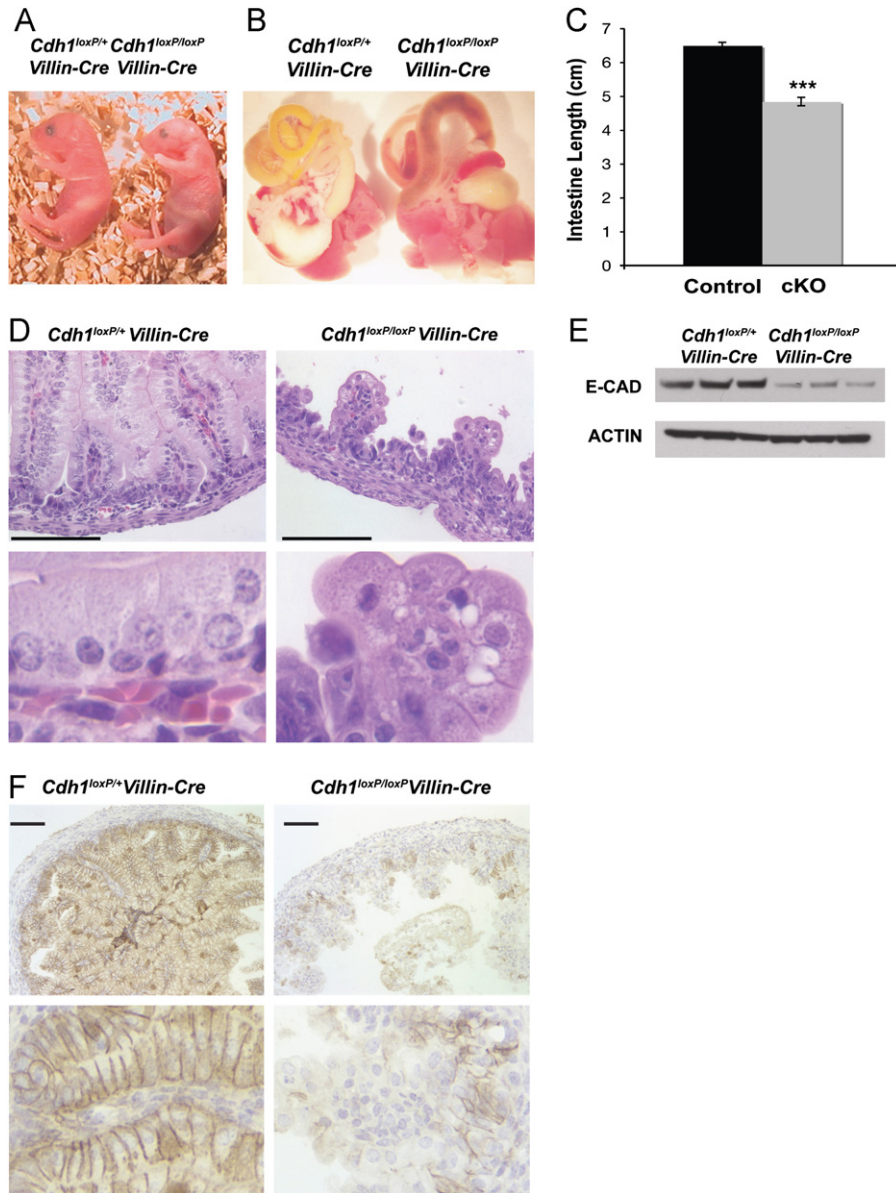 A
Cdh1loxP/+ Cdh1loxP/loxP
Villin-Cre Villin-Cre
B
Cdh1loxP/+ Cdh1loxP/loxP
Villin-Cre Villin-Cre
C
Intestine Length (cm)
7
6
5
4
3
2
1
0
***
Control cKO
D
Cdh1loxP/+ Villin-Cre Cdh1loxP/loxP Villin-Cre
E
Cdh1loxP/+ Cdh1loxP/loxP
Villin-Cre Villin-Cre
E-CAD
ACTIN
F
Cdh1loxP/+Villin-Cre Cdh1loxP/loxPVillin-Cre